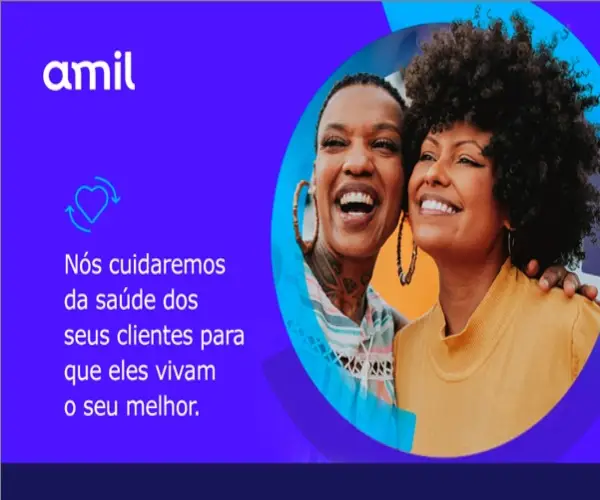 amil
Nós cuidaremos
da saúde dos
seus clientes para
que eles vivam
o seu melhor.